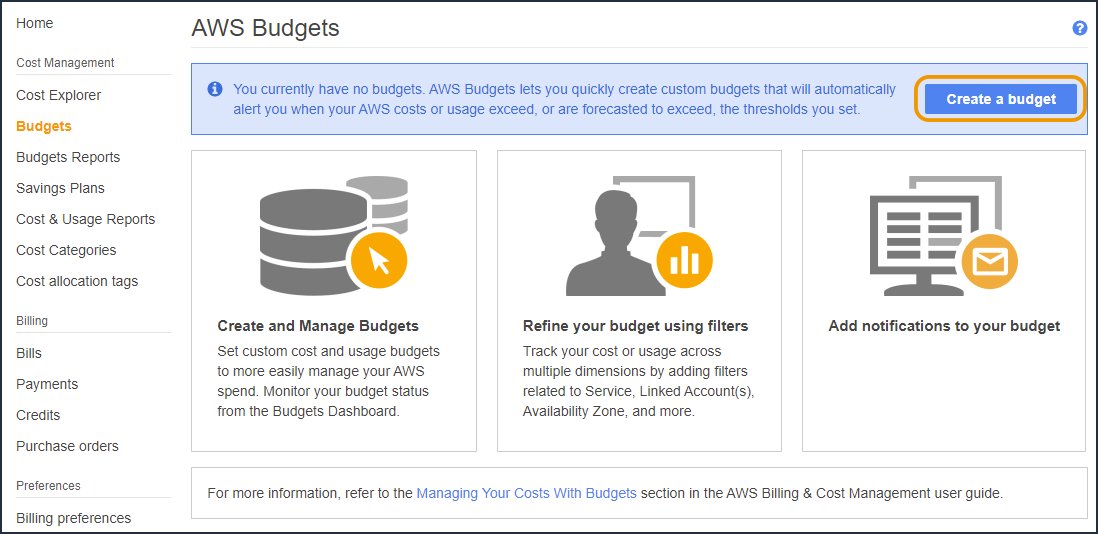 Home
Cost Management
Cost Explorer
Budgets
Budgets Reports
Savings Plans
Cost & Usage Reports
Cost Categories
Cost allocation tags
Billing
Bills
Payments
Credits
Purchase orders
Preferences
Billing preferences
AWS Budgets
?
i
You currently have no budgets. AWS Budgets lets you quickly create custom budgets that will automatically
alert you when your AWS costs or usage exceed, or are forecasted to exceed, the thresholds you set.
Create a budget
Create and Manage Budgets
Set custom cost and usage budgets
to more easily manage your AWS
spend. Monitor your budget status
from the Budgets Dashboard.
Refine your budget using filters
Track your cost or usage across
multiple dimensions by adding filters
related to Service, Linked Account(s),
Availability Zone, and more.
Add notifications to your budget
For more information, refer to the Managing Your Costs With Budgets section in the AWS Billing & Cost Management user guide.